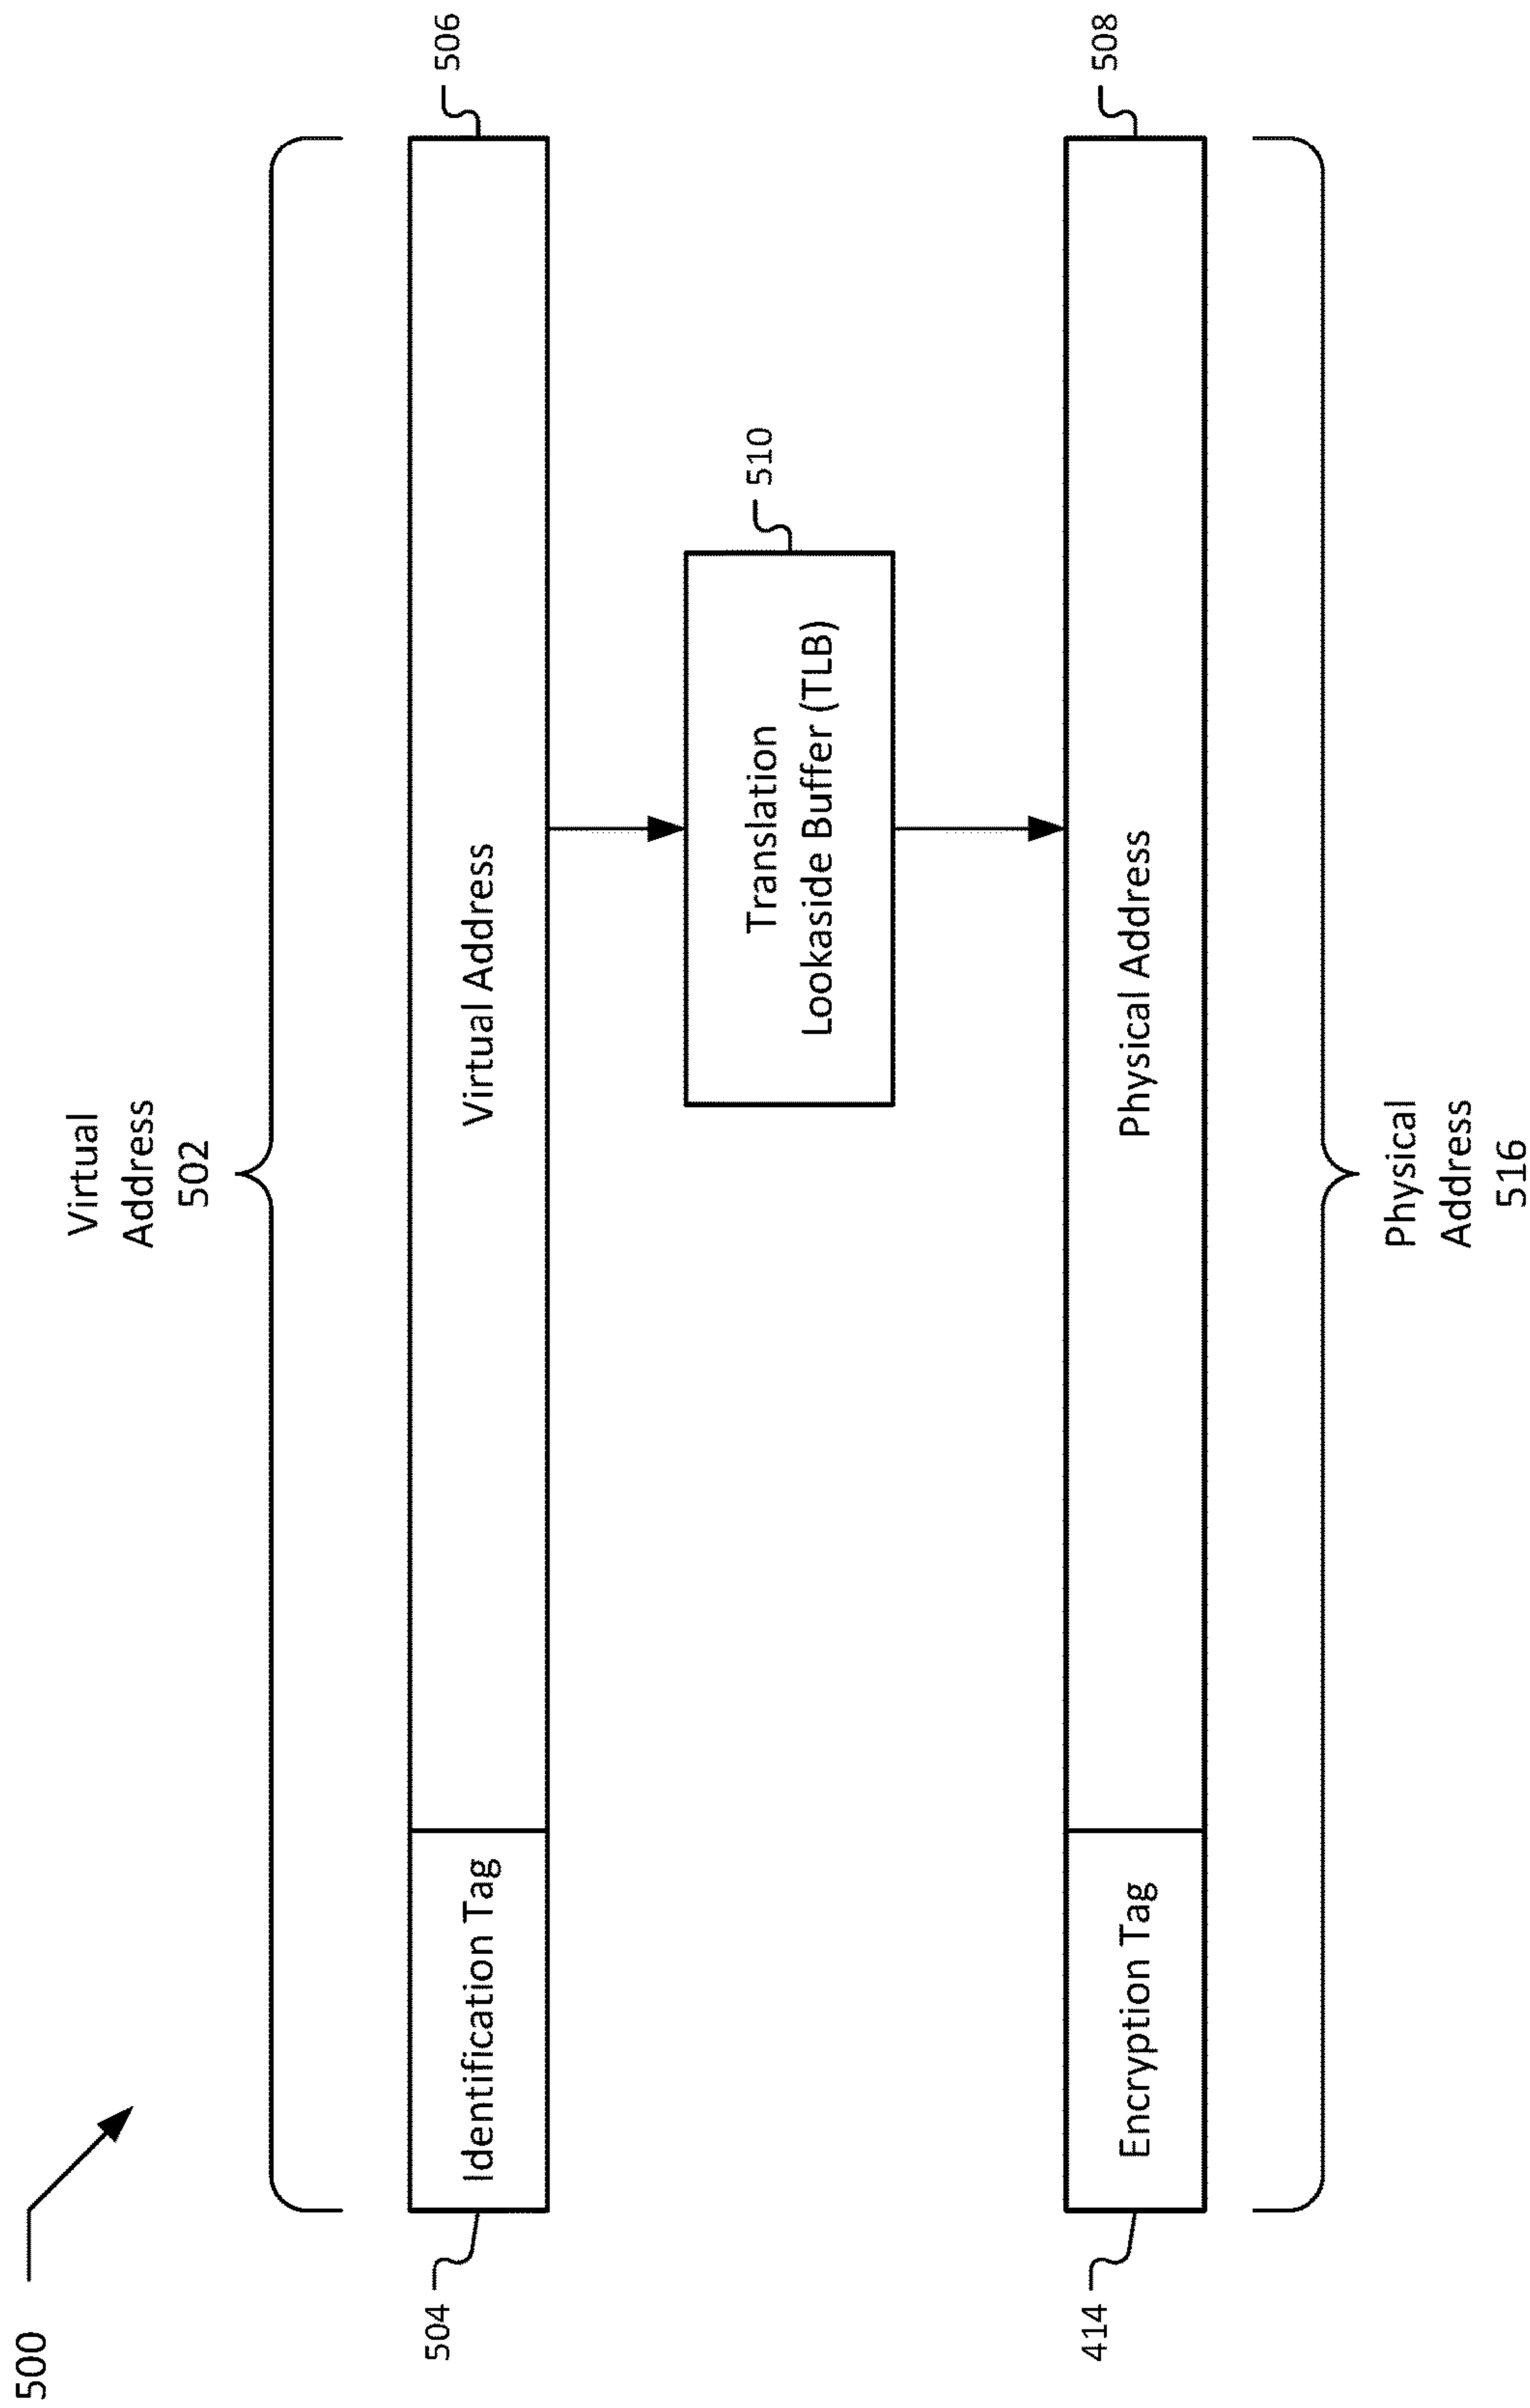 500
Virtual
Address
502
504
Identification Tag
Virtual Address
506
Translation
Lookaside Buffer (TLB)
510
414
Encryption Tag
Physical Address
508
Physical
Address
516